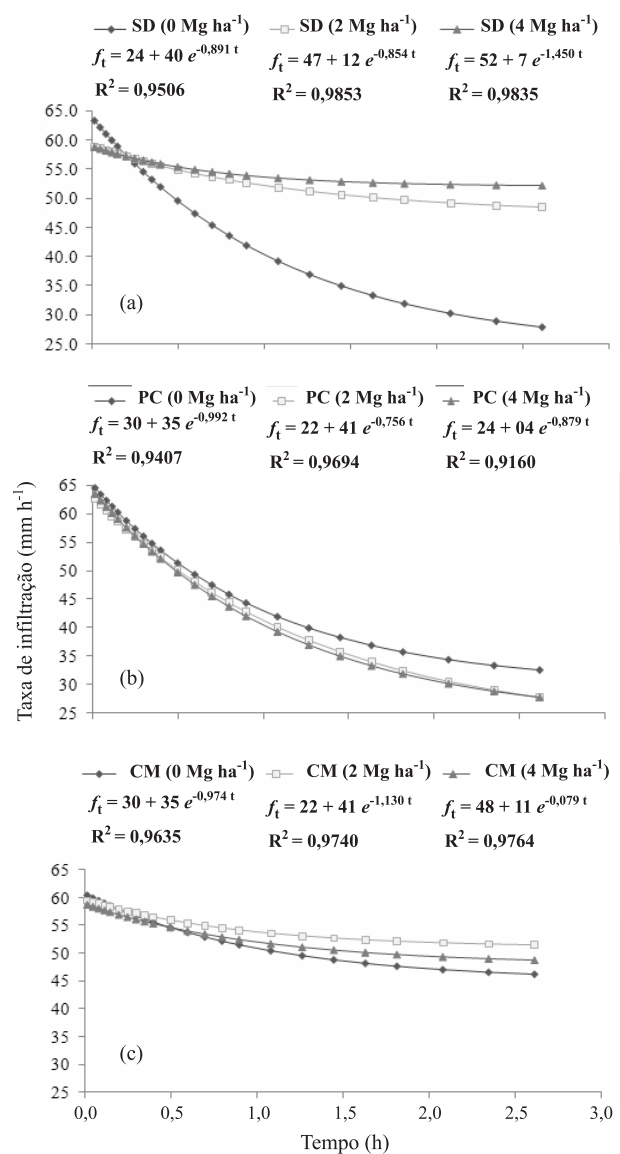 SD (0 Mg ha⁻¹) SD (2 Mg ha⁻¹) SD (4 Mg ha⁻¹)
fₜ = 24 + 40 e^-0,891 t fₜ = 47 + 12 e^-0,854 t fₜ = 52 + 7 e^-1,450 t
R² = 0,9506 R² = 0,9853 R² = 0,9835
65.0
60.0
55.0
50.0
45.0
40.0
35.0
30.0
25.0
(a)
PC (0 Mg ha⁻¹) PC (2 Mg ha⁻¹) PC (4 Mg ha⁻¹)
fₜ = 30 + 35 e^-0,992 t fₜ = 22 + 41 e^-0,756 t fₜ = 24 + 04 e^-0,879 t
R² = 0,9407 R² = 0,9694 R² = 0,9160
Taxa de infiltração (mm h⁻¹)
65
60
55
50
45
40
35
30
25
(b)
CM (0 Mg ha⁻¹) CM (2 Mg ha⁻¹) CM (4 Mg ha⁻¹)
fₜ = 30 + 35 e^-0,974 t fₜ = 22 + 41 e^-1,130 t fₜ = 48 + 11 e^-0,079 t
R² = 0,9635 R² = 0,9740 R² = 0,9764
65
60
55
50
45
40
35
30
25
(c)
0,0 0,5 1,0 1,5 2,0 2,5 3,0
Tempo (h)